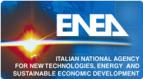 ENEA
ITALIAN NATIONAL AGENCY
FOR NEW TECHNOLOGIES, ENERGY AND
SUSTAINABLE ECONOMIC DEVELOPMENT